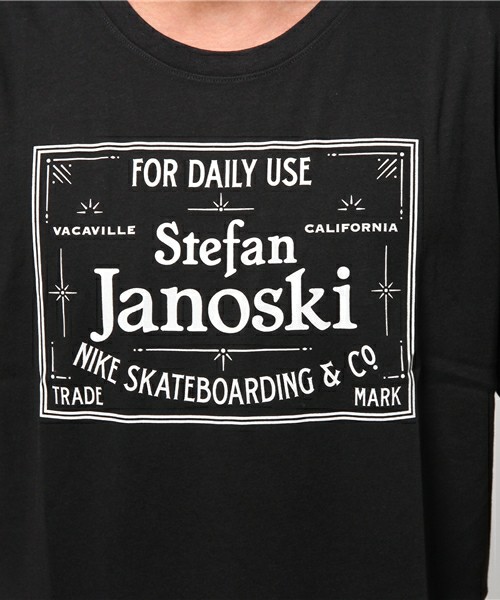 FOR DAILY USE
VACAVILLE CALIFORNIA
Stefan
Janoski
NIKE SKATEBOARDING & Co
TRADE MARK